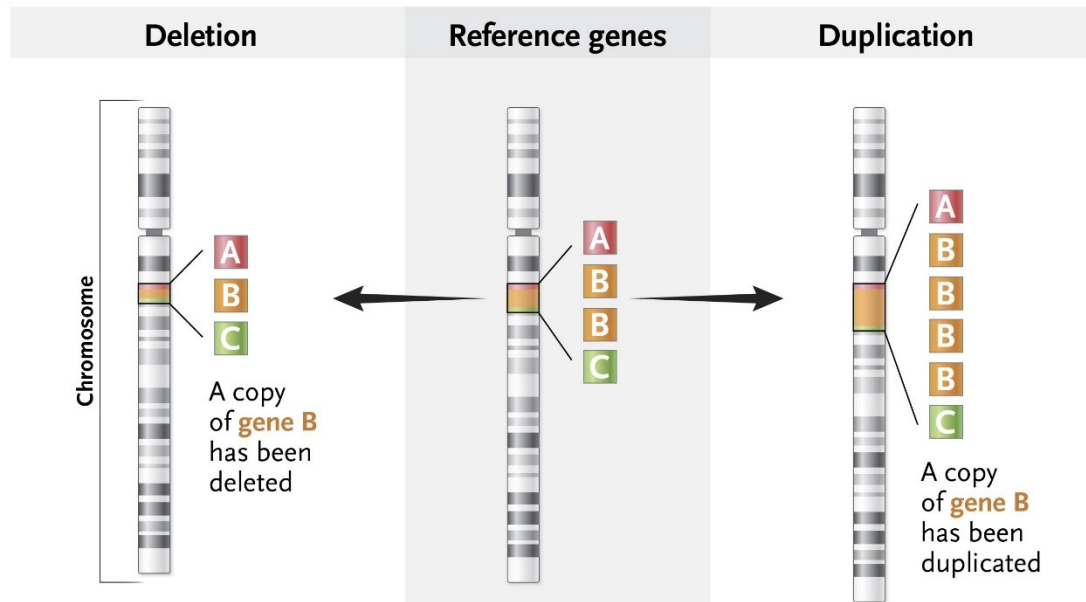 Deletion
Reference genes
Duplication
Chromosome
A
B
C
A copy
of gene B
has been
deleted
A
B
B
C
A
B
B
B
B
C
A copy
of gene B
has been
duplicated